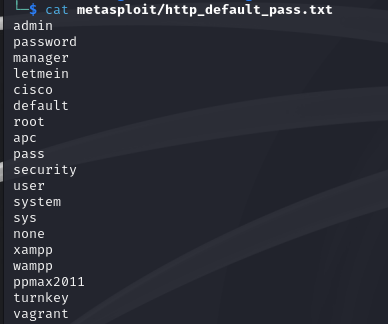 └─$ cat metasploit/http_default_pass.txt
admin
password
manager
letmein
cisco
default
root
apc
pass
security
user
system
sys
none
xampp
wampp
ppmax2011
turnkey
vagrant